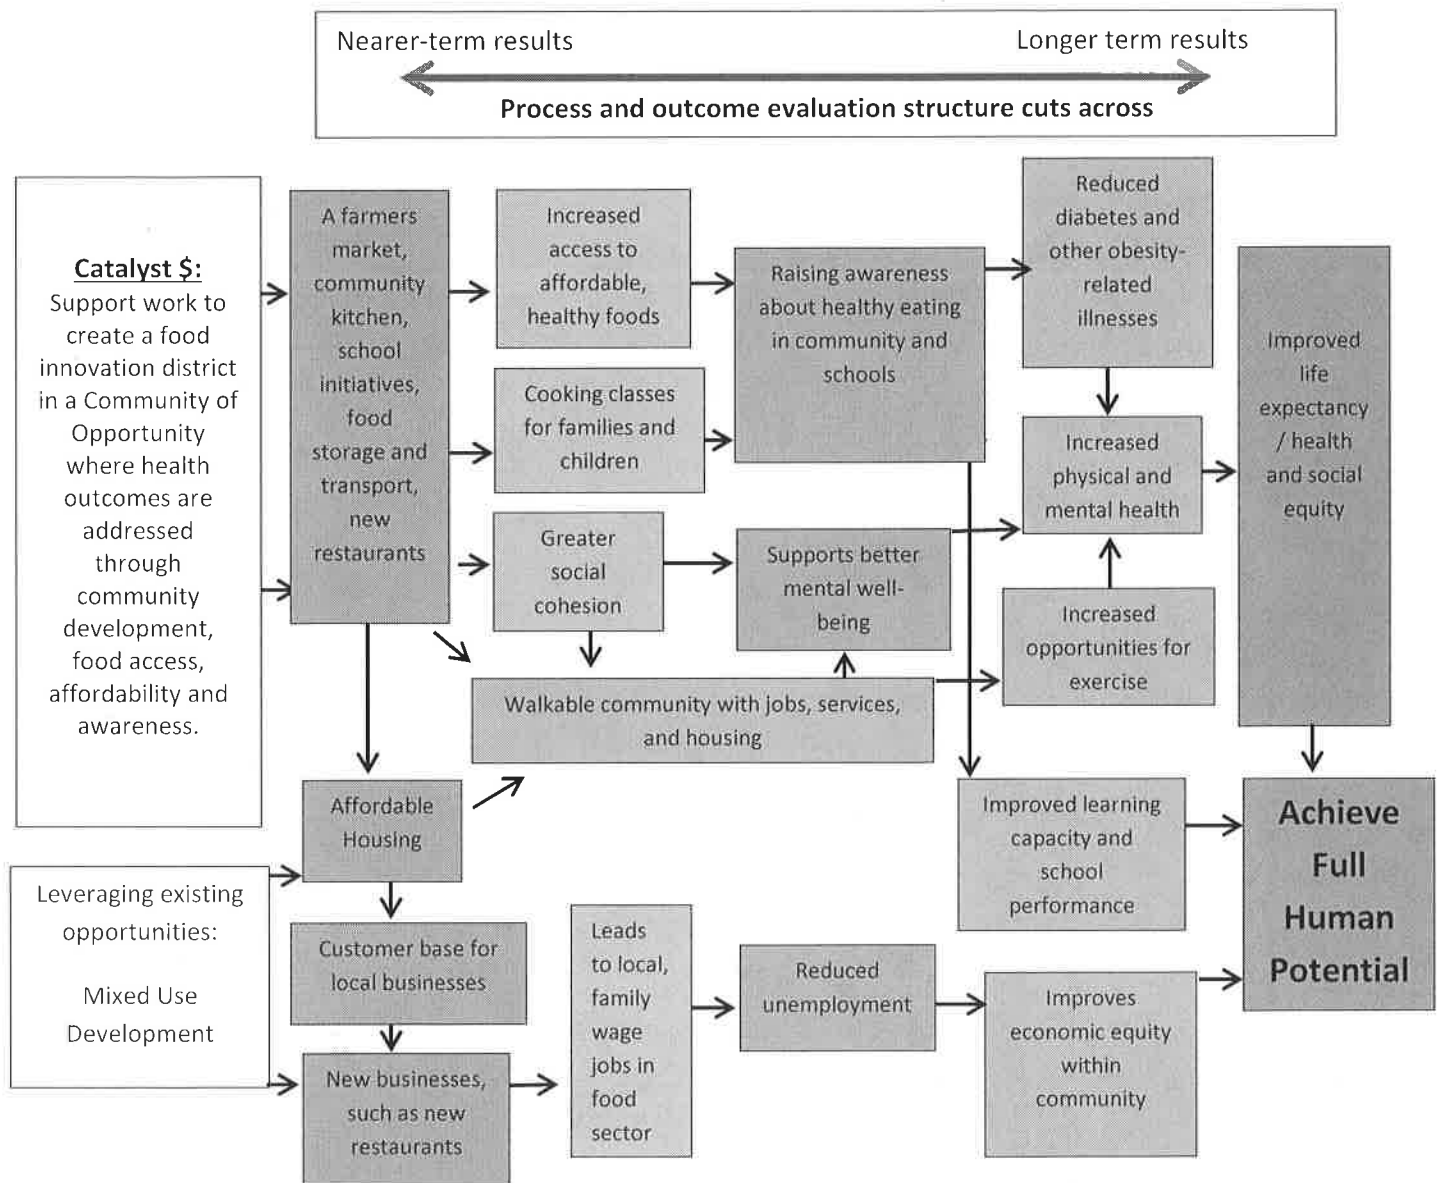 Nearer-term results
Longer term results
Process and outcome evaluation structure cuts across
Catalyst $:
Support work to
create a food
innovation district
in a Community of
Opportunity
where health
outcomes are
addressed
through
community
development,
food access,
affordability and
awareness.
A farmers
market,
community
kitchen,
school
initiatives,
food
storage and
transport,
new
restaurants
Increased
access to
affordable,
healthy foods
Cooking classes
for families and
children
Greater
social
cohesion
Raising awareness
about healthy eating
in community and
schools
Supports better
mental well-
being
Walkable community with jobs, services,
and housing
Reduced
diabetes and
other obesity-
related
illnesses
Increased
physical and
mental health
Increased
opportunities for
exercise
Improved
life
expectancy
/ health
and social
equity
Leveraging existing
opportunities:
Mixed Use
Development
Affordable
Housing
Customer base for
local businesses
New businesses,
such as new
restaurants
Leads
to local,
family
wage
jobs in
food
sector
Reduced
unemployment
Improved learning
capacity and
school
performance
Improves
economic equity
within
community
Achieve
Full
Human
Potential